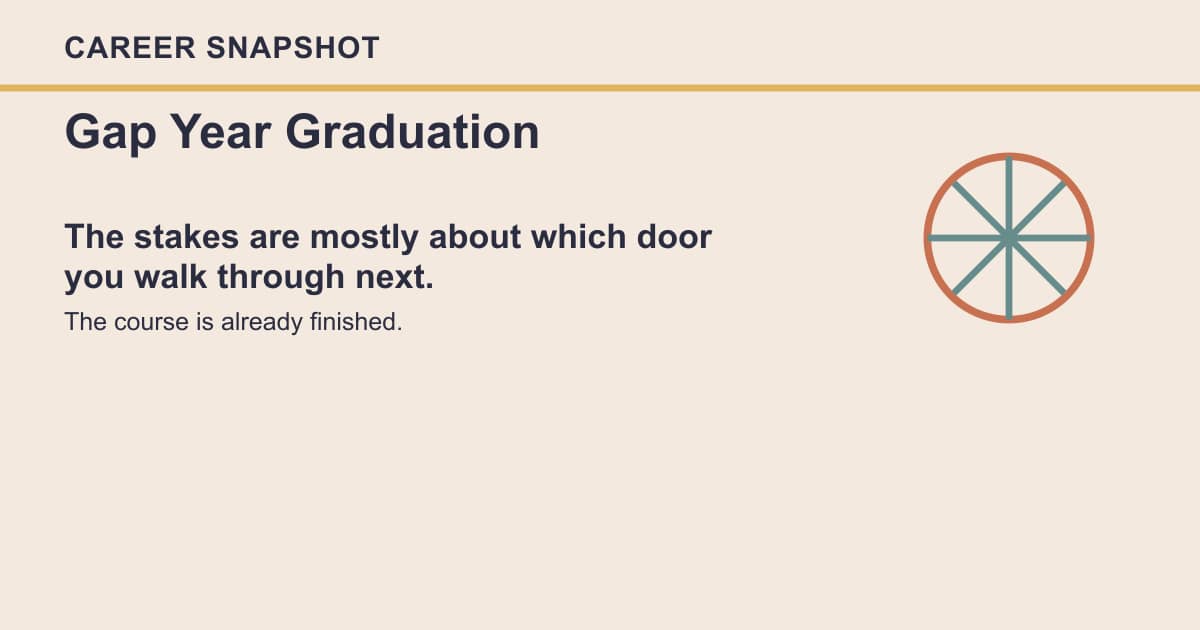 CAREER SNAPSHOT
Gap Year Graduation
The stakes are mostly about which door
you walk through next.
The course is already finished.